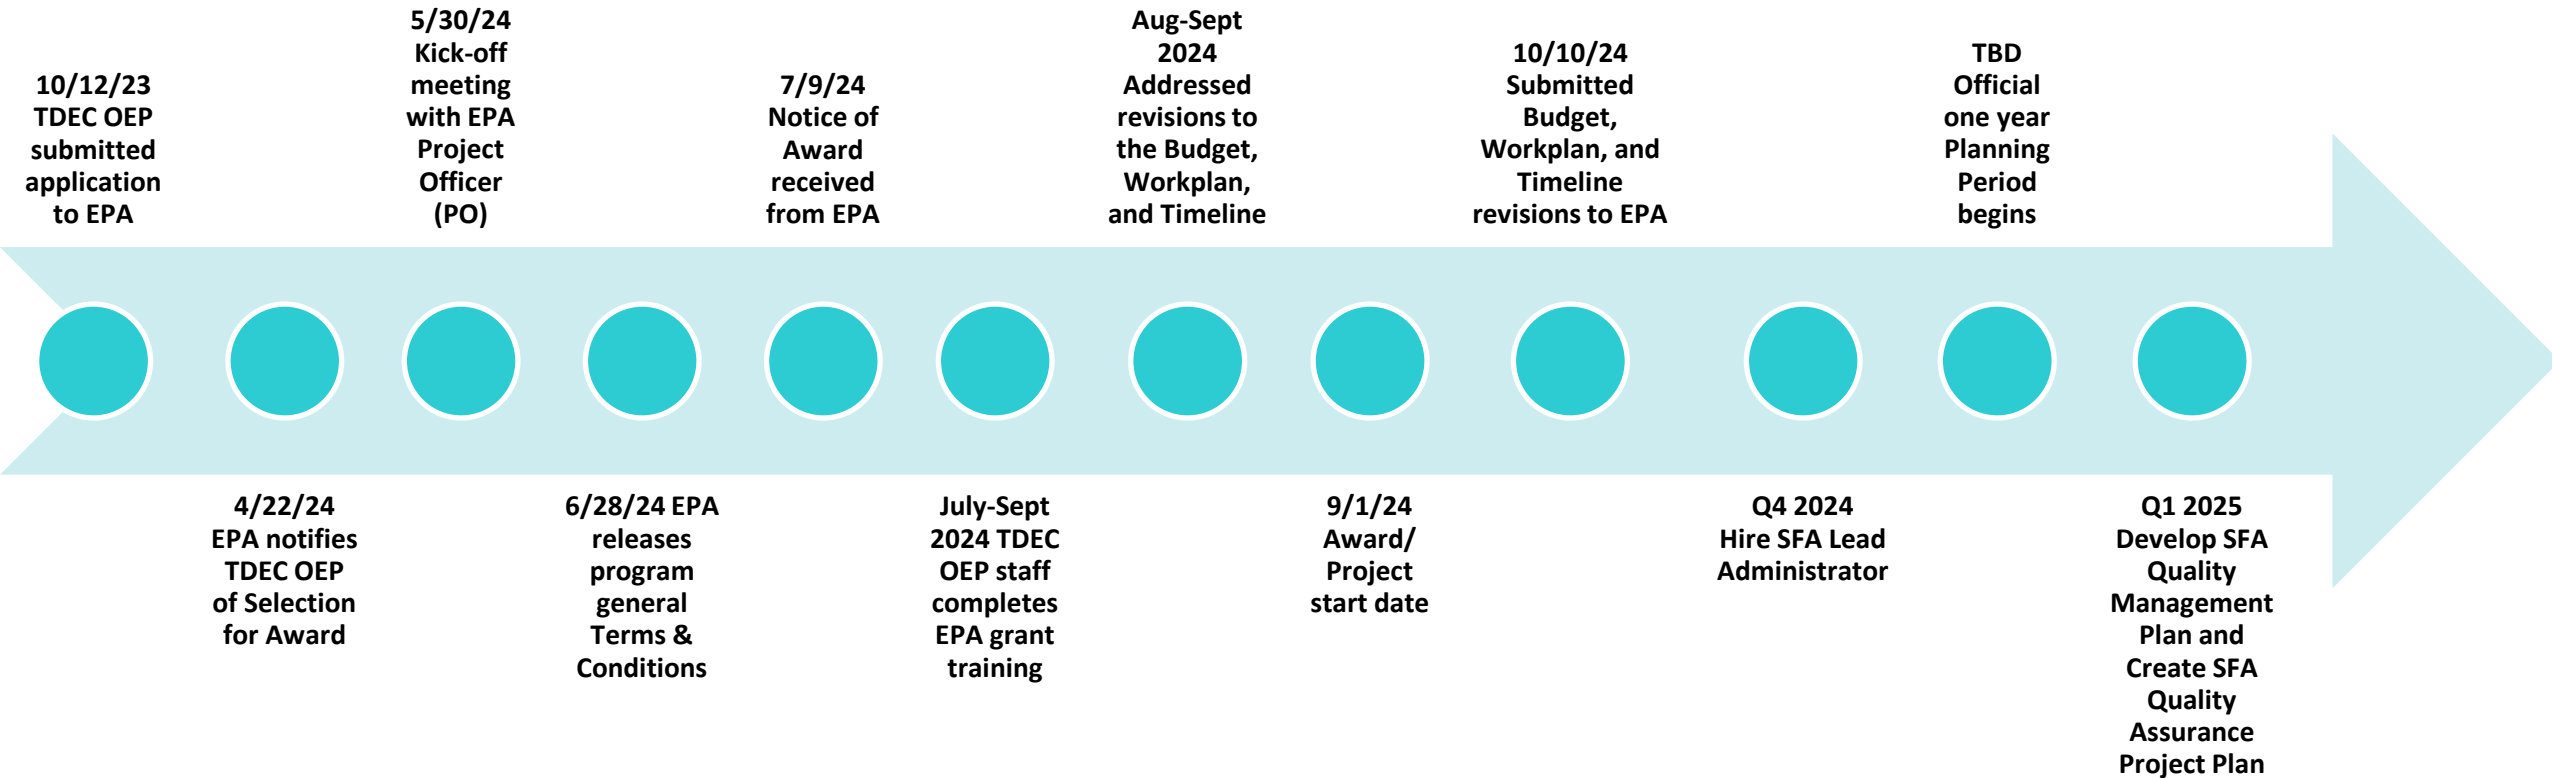 10/12/23
TDEC OEP
submitted
application
to EPA
4/22/24
EPA notifies
TDEC OEP
of Selection
for Award
5/30/24
Kick-off
meeting
with EPA
Project
Officer
(PO)
6/28/24 EPA
releases
program
general
Terms &
Conditions
7/9/24
Notice of
Award
received
from EPA
July-Sept
2024 TDEC
OEP staff
completes
EPA grant
training
Aug-Sept
2024
Addressed
revisions to
the Budget,
Workplan,
and Timeline
9/1/24
Award/
Project
start date
10/10/24
Submitted
Budget,
Workplan, and
Timeline
revisions to EPA
Q4 2024
Hire SFA Lead
Administrator
TBD
Official
one year
Planning
Period
begins
Q1 2025
Develop SFA
Quality
Management
Plan and
Create SFA
Quality
Assurance
Project Plan